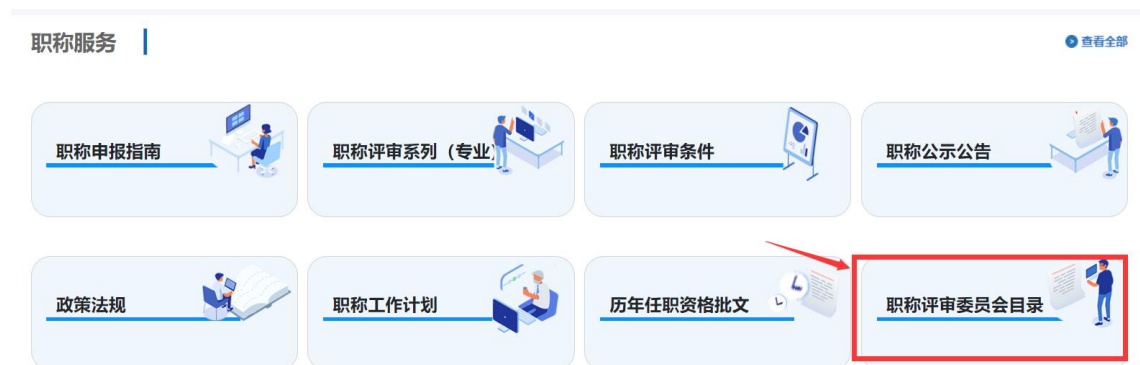 职称服务
查看全部
职称申报指南
职称评审系列（专业）
职称评审条件
职称公示公告
政策法规
职称工作计划
历年任职资格批文
职称评审委员会目录